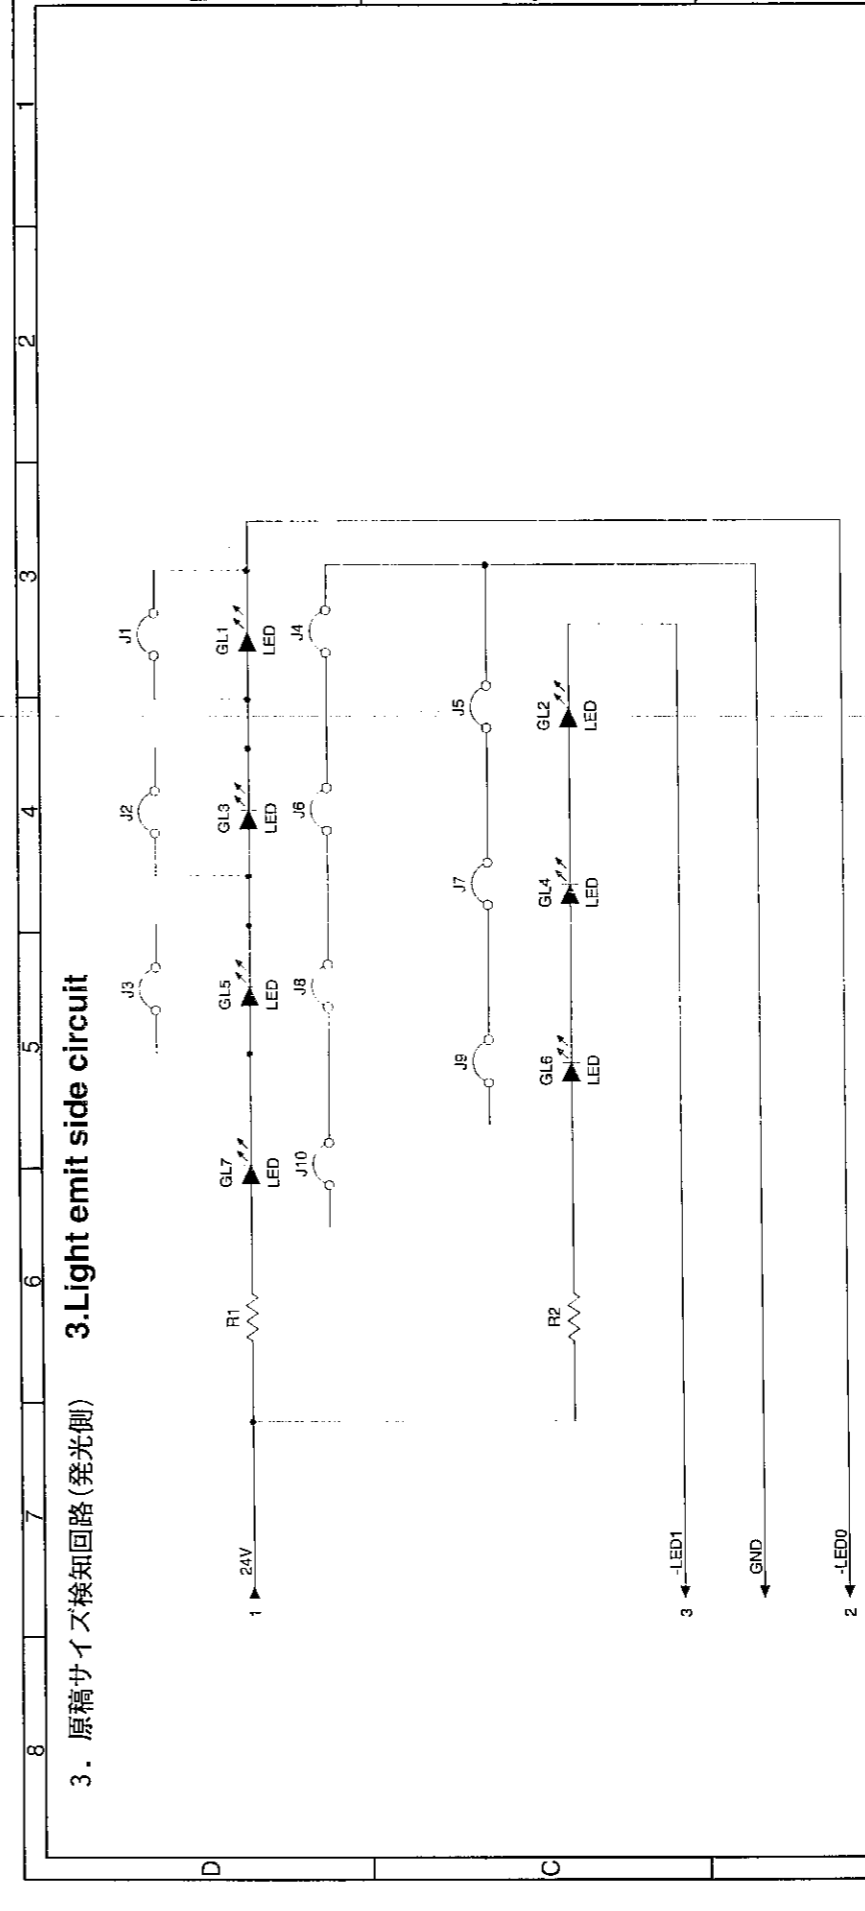 8 7 6 5 4 3 2 1
3. 原稿サイズ検知回路(発光側) 3.Light emit side circuit
D
J3 J2 J1
GL7 GL5 GL3 GL1
1 24V R1
LED LED LED LED
J10 J8 J6 J4
C
J9 J7 J5
GL6 GL4 GL2
R2
LED LED LED
3 -LED1
GND
2 -LED0